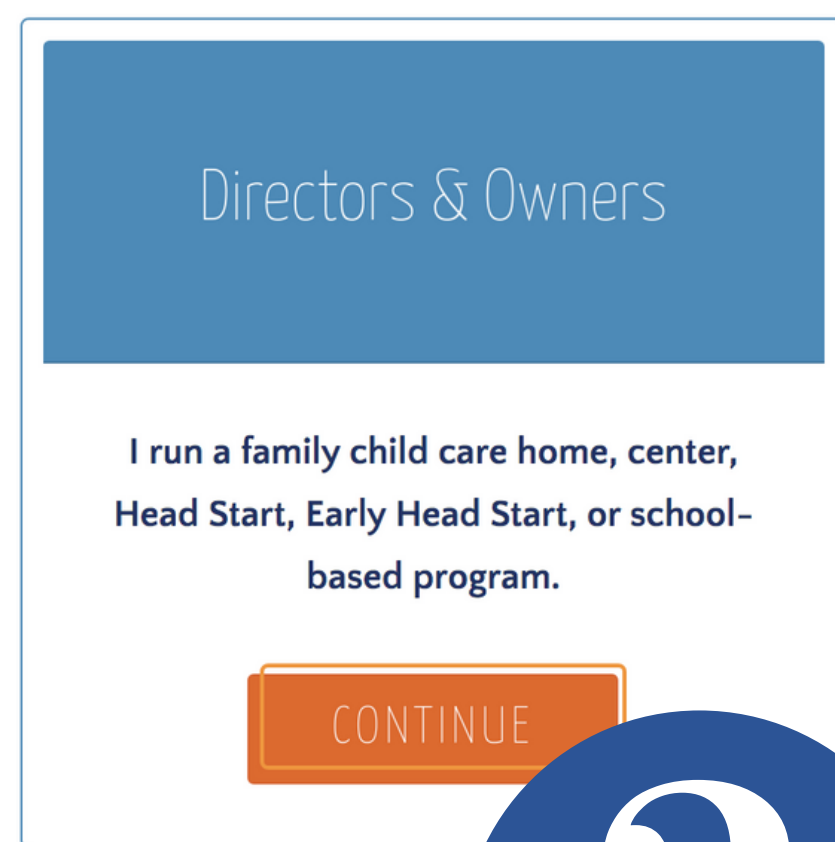 Directors & Owners
I run a family child care home, center,
Head Start, Early Head Start, or school-
based program.
CONTINUE